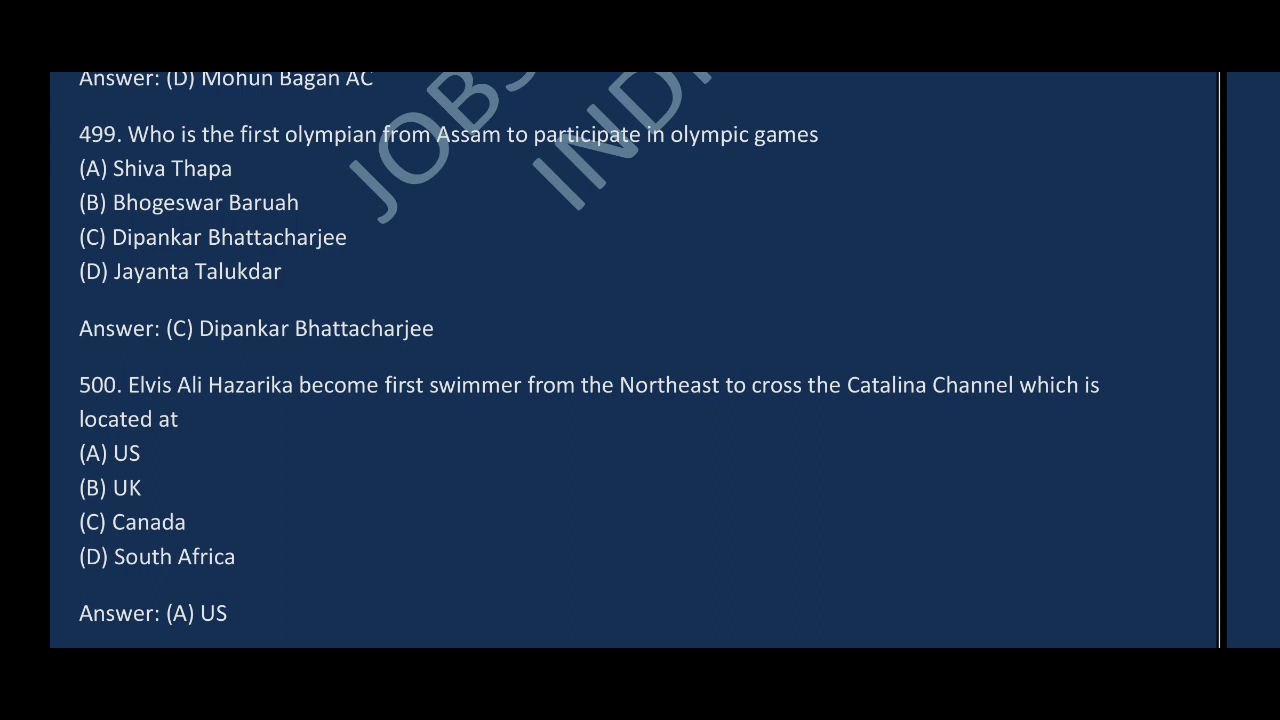 Answer: (D) Mohun Bagan AC
499. Who is the first olympian from Assam to participate in olympic games
(A) Shiva Thapa
(B) Bhogeswar Baruah
(C) Dipankar Bhattacharjee
(D) Jayanta Talukdar
Answer: (C) Dipankar Bhattacharjee
500. Elvis Ali Hazarika become first swimmer from the Northeast to cross the Catalina Channel which is
located at
(A) US
(B) UK
(C) Canada
(D) South Africa
Answer: (A) US